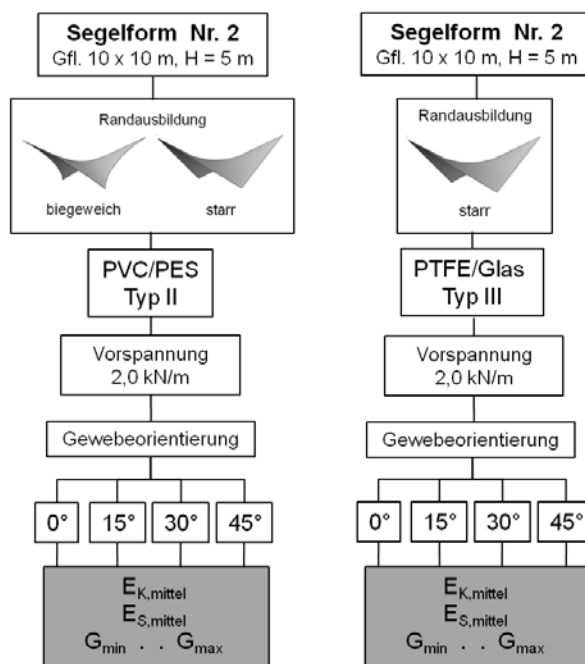 Segelform Nr. 2
Gfl. 10 x 10 m, H = 5 m
Randausbildung
biegeweich
starr
PVC/PES
Typ II
Vorspannung
2,0 kN/m
Gewebeorientierung
0°
15°
30°
45°
E_K,mittel
E_S,mittel
G_min . . G_max
Segelform Nr. 2
Gfl. 10 x 10 m, H = 5 m
Randausbildung
starr
PTFE/Glas
Typ III
Vorspannung
2,0 kN/m
Gewebeorientierung
0°
15°
30°
45°
E_K,mittel
E_S,mittel
G_min . . G_max